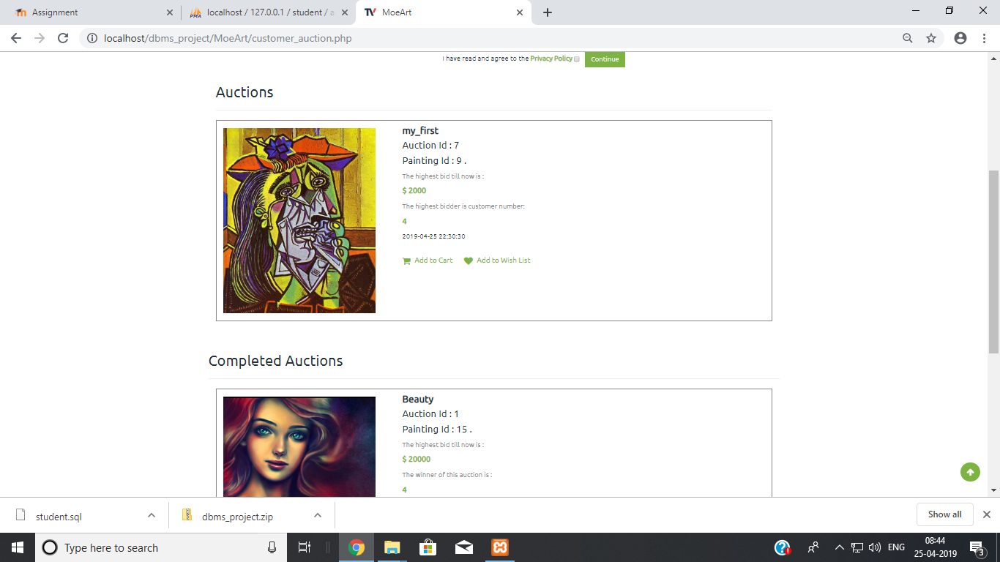 Assignment
localhost / 127.0.0.1 / student / a
MoeArt
localhost/dbms_project/MoeArt/customer_auction.php
I have read and agree to the Privacy Policy
Continue
Auctions
my_first
Auction Id : 7
Painting Id : 9 .
The highest bid till now is :
$ 2000
The highest bidder is customer number:
4
2019-04-25 22:30:30
Add to Cart
Add to Wish List
Completed Auctions
Beauty
Auction Id : 1
Painting Id : 15 .
The highest bid till now is :
$ 20000
The winner of this auction is :
4
student.sql
dbms_project.zip
Show all
Type here to search
ENG
08:44
25-04-2019
3